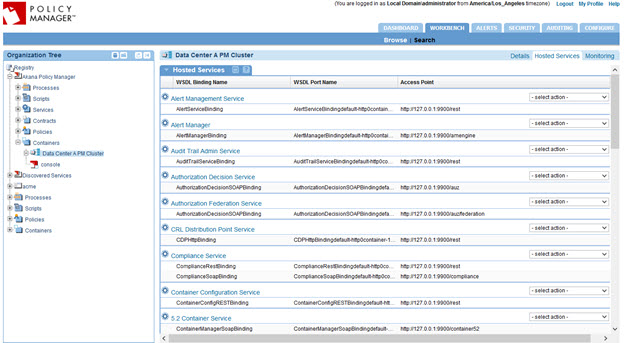 POLICY
MANAGER™
(You are logged in as Local Domain\administrator from America/Los_Angeles timezone) Logout My Profile Help
DASHBOARD WORKBENCH ALERTS SECURITY AUDITING CONFIGURE
Browse | Search
Organization Tree
Registry
Akana Policy Manager
Processes
Scripts
Services
Contracts
Policies
Containers
Data Center A PM Cluster
console
Discovered Services
acme
Processes
Scripts
Policies
Containers
Data Center A PM Cluster Details Hosted Services Monitoring
Hosted Services
WSDL Binding Name WSDL Port Name Access Point
Alert Management Service - select action -
AlertServiceBinding AlertServiceBindingdefault-http0contain... http://127.0.0.1:9900/rest
Alert Manager - select action -
AlertManagerBinding AlertManagerBindingdefault-http0contai... http://127.0.0.1:9900/amengine
Audit Trail Admin Service - select action -
AuditTrailServiceBinding AuditTrailServiceBindingdefault-http0co... http://127.0.0.1:9900/rest
Authorization Decision Service - select action -
AuthorizationDecisionSOAPBinding AuthorizationDecisionSOAPBindingdefa... http://127.0.0.1:9900/auz
Authorization Federation Service - select action -
AuthorizationDecisionSOAPBinding AuthorizationDecisionSOAPBindingdefa... http://127.0.0.1:9900/auzfederation
CRL Distribution Point Service - select action -
CDPHttpBinding CDPHttpBindingdefault-http0container-1... http://127.0.0.1:9900/rest
Compliance Service - select action -
ComplianceRestBinding ComplianceRestBindingdefault-http0co... http://127.0.0.1:9900/rest
ComplianceSoapBinding ComplianceSoapBindingdefault-http0co... http://127.0.0.1:9900/compliance
Container Configuration Service - select action -
ContainerConfigRESTBinding ContainerConfigRESTBindingdefault-htt... http://127.0.0.1:9900/rest
5.2 Container Service - select action -
ContainerManagerSoapBinding ContainerManagerSoapBindingdefault-... http://127.0.0.1:9900/container52